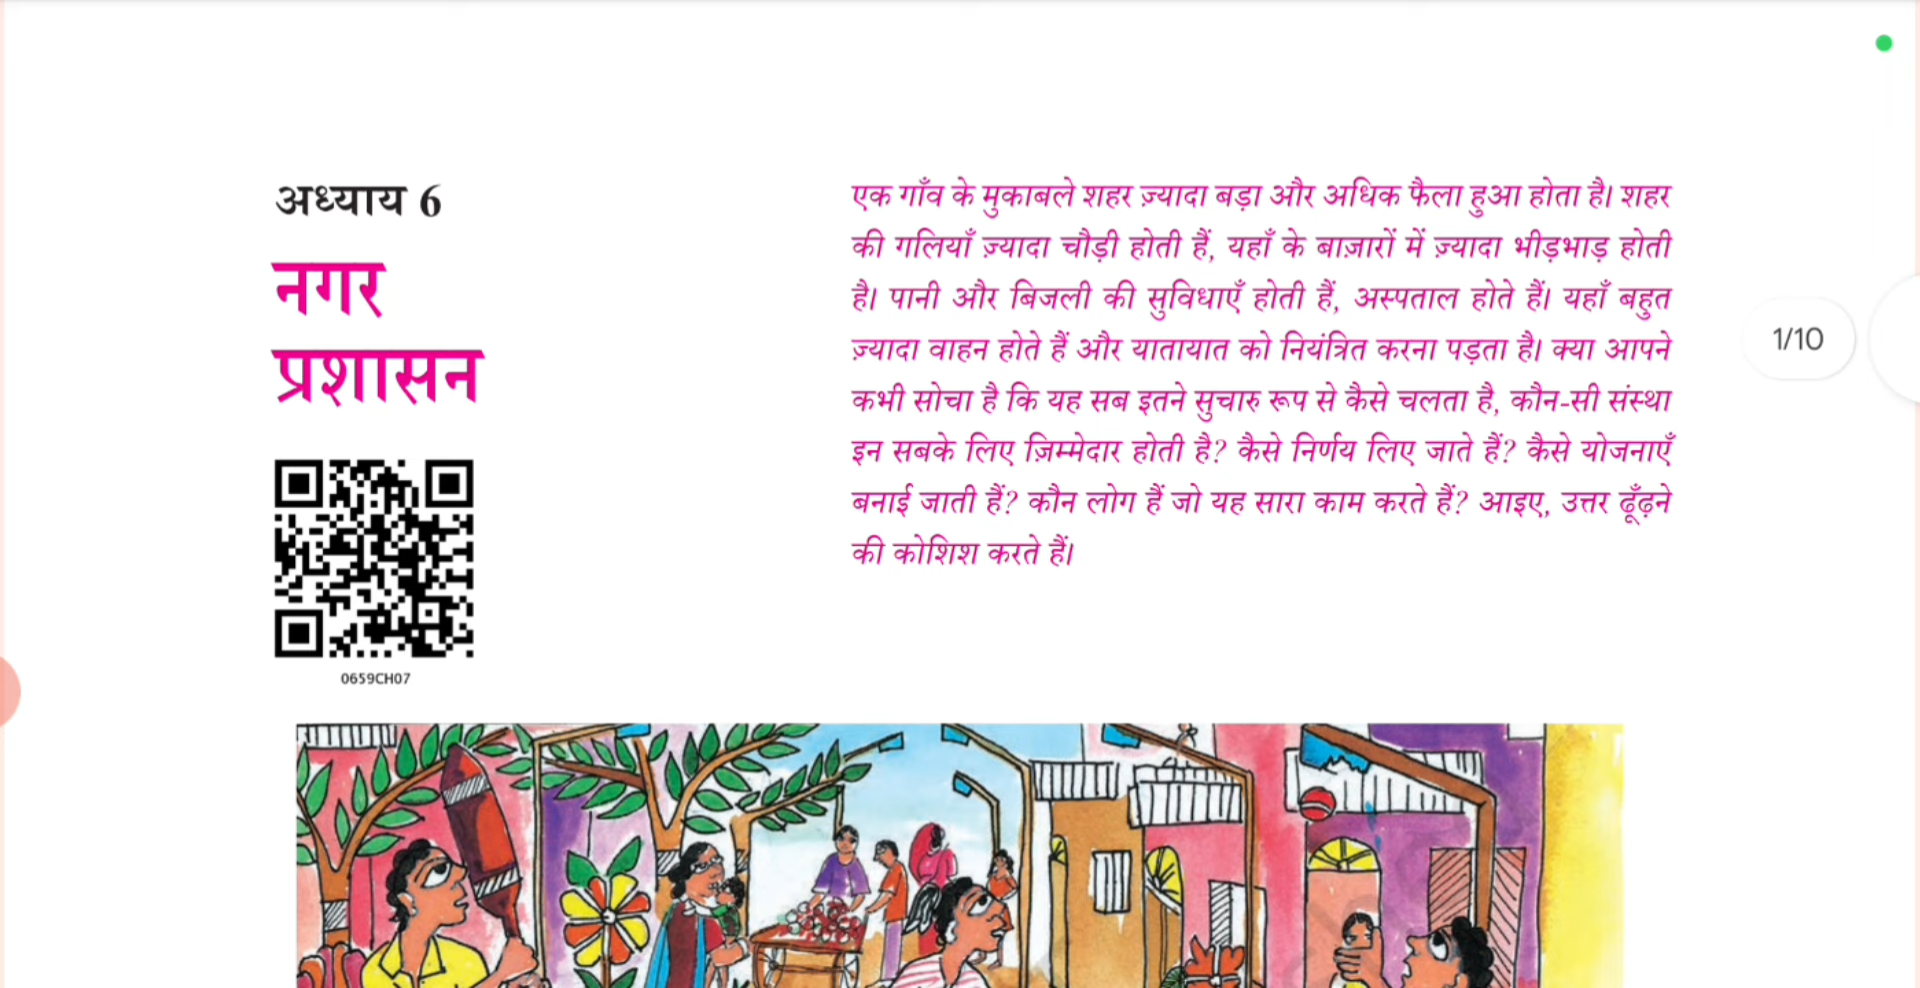 अध्याय 6
नगर
प्रशासन
0659CH07
एक गाँव के मुकाबले शहर ज़्यादा बड़ा और अधिक फैला हुआ होता है। शहर
की गलियाँ ज़्यादा चौड़ी होती हैं, यहाँ के बाज़ारों में ज़्यादा भीड़भाड़ होती
है। पानी और बिजली की सुविधाएँ होती हैं, अस्पताल होते हैं। यहाँ बहुत
ज़्यादा वाहन होते हैं और यातायात को नियंत्रित करना पड़ता है। क्या आपने
कभी सोचा है कि यह सब इतने सुचारु रूप से कैसे चलता है, कौन-सी संस्था
इन सबके लिए ज़िम्मेदार होती है? कैसे निर्णय लिए जाते हैं? कैसे योजनाएँ
बनाई जाती हैं? कौन लोग हैं जो यह सारा काम करते हैं? आइए, उत्तर ढूँढ़ने
की कोशिश करते हैं।
1/10